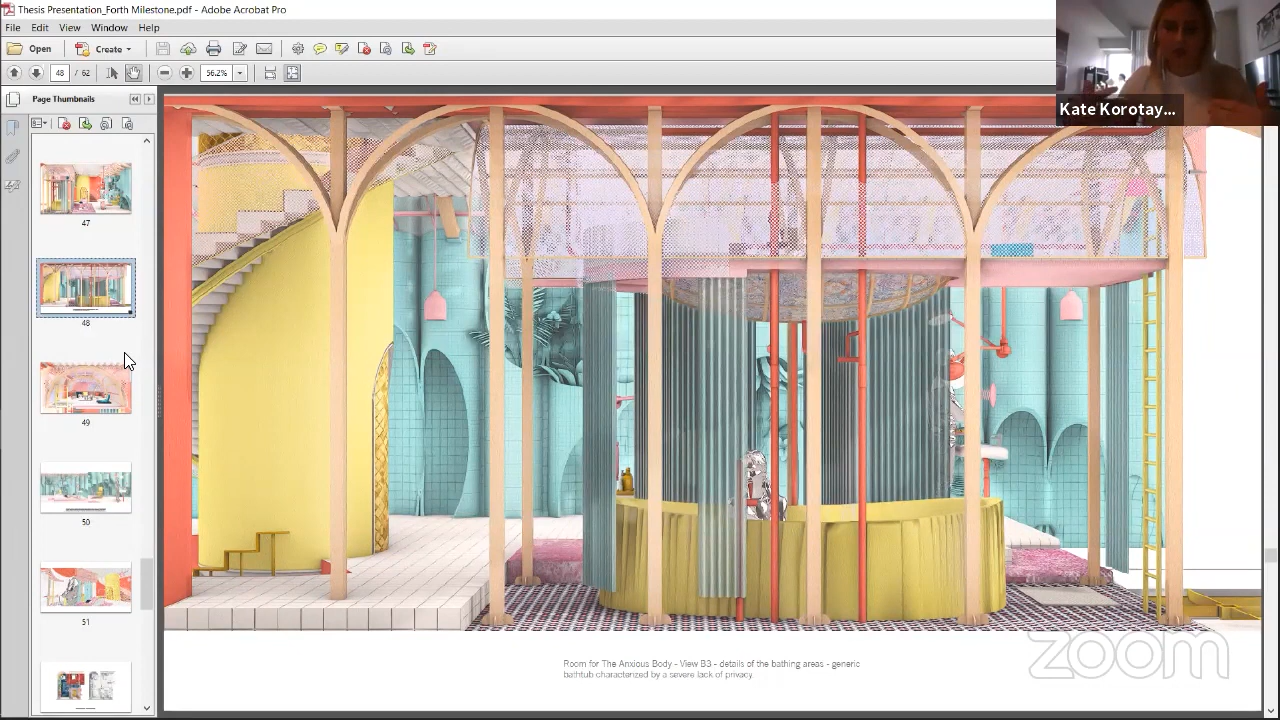 Thesis Presentation_Forth Milestone.pdf - Adobe Acrobat Pro
File Edit View Window Help
Open Create
48 / 62 56.2%
Kate Korotay...
Page Thumbnails
47
48
49
50
51
Room for The Anxious Body - View B3 - details of the bathing areas - generic
bathtub characterized by a severe lack of privacy
zoom